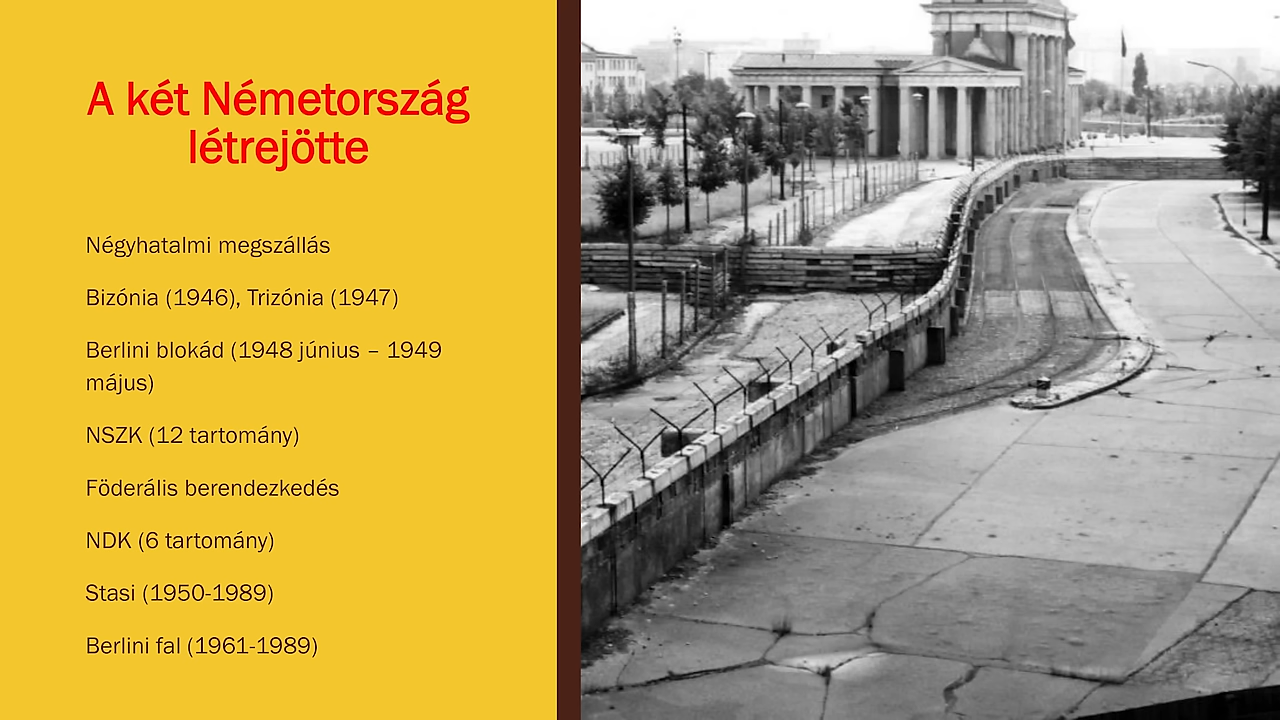 A két Németország
létrejötte
Négyhatalmi megszállás
Bizónia (1946), Trizónia (1947)
Berlini blokád (1948 június – 1949
május)
NSZK (12 tartomány)
Föderális berendezkedés
NDK (6 tartomány)
Stasi (1950-1989)
Berlini fal (1961-1989)